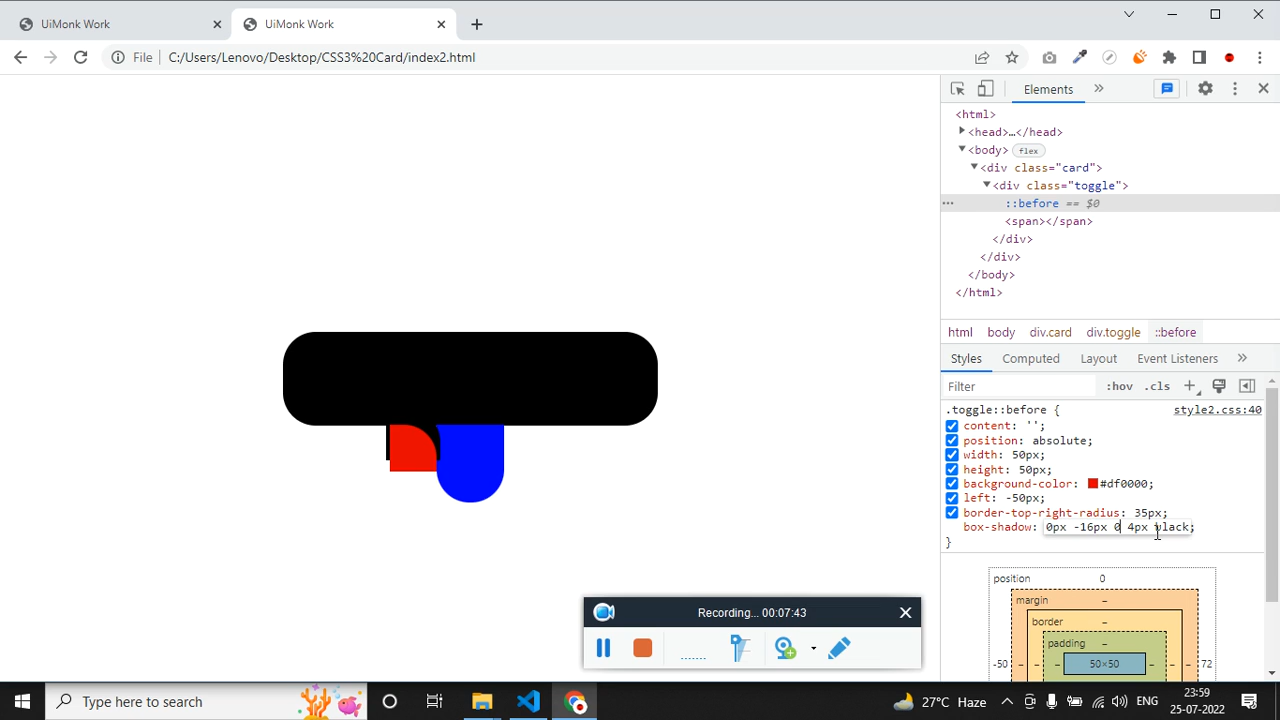 UiMonk Work
UiMonk Work
File C:/Users/Lenovo/Desktop/CSS3%20Card/index2.html
Elements
<html>
<head>…</head>
<body> flex
<div class="card">
<div class="toggle">
::before == $0
<span></span>
</div>
</div>
</body>
</html>
html body div.card div.toggle ::before
Styles Computed Layout Event Listeners
Filter :hov .cls
.toggle::before { style2.css:40
content: '';
position: absolute;
width: 50px;
height: 50px;
background-color: #df0000;
left: -50px;
border-top-right-radius: 35px;
box-shadow: 0px -16px 0 4px black;
}
position 0
margin –
border –
padding –
-50 – – – 50×50 – – – 72
Recording... 00:07:43
Type here to search
27°C Haze
ENG
23:59
25-07-2022